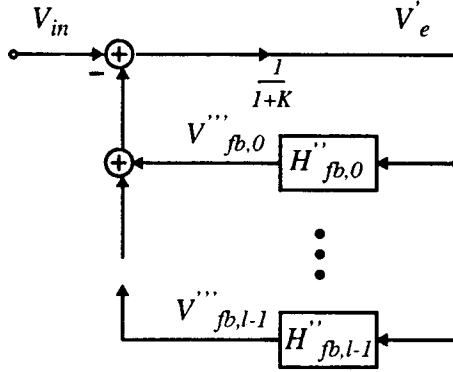 V_in
V'_e
+
−
1/(1+K)
V'''_fb,0
H''_fb,0
+
V'''_fb,l-1
H''_fb,l-1